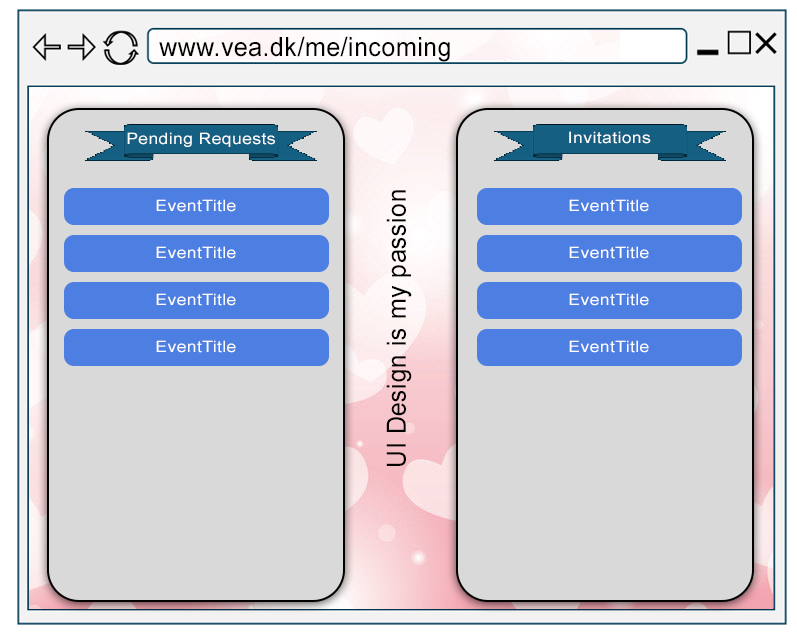 www.vea.dk/me/incoming
Pending Requests
EventTitle
EventTitle
EventTitle
EventTitle
UI Design is my passion
Invitations
EventTitle
EventTitle
EventTitle
EventTitle